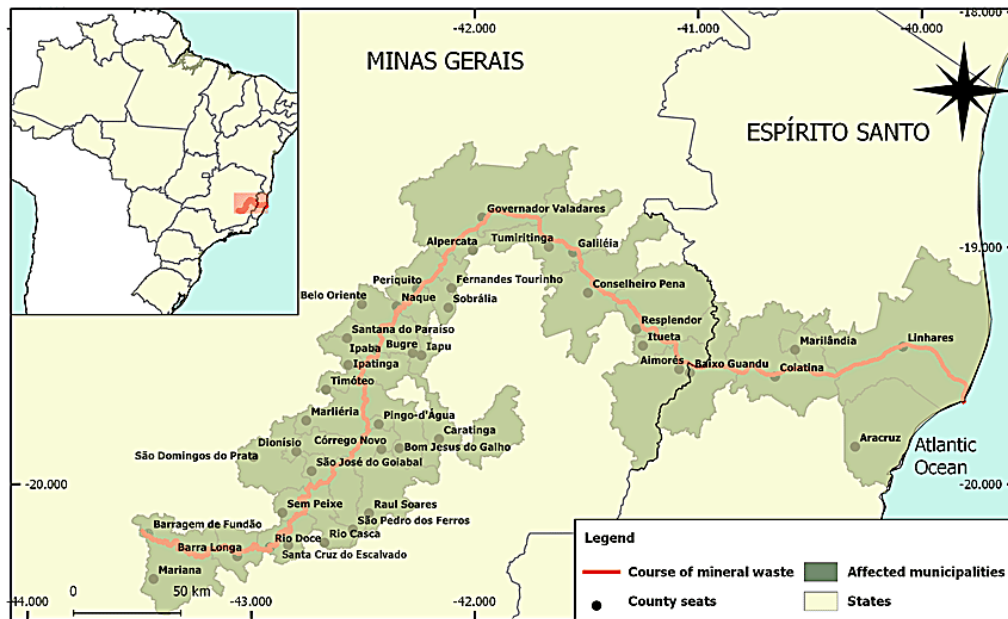 -42.000
-41.000
-40.000
-18.000
MINAS GERAIS
ESPÍRITO SANTO
Governador Valadares
Alpercata
Tumiritinga
Galiléia
-19.000
Periquito
Fernandes Tourinho
Conselheiro Pena
Belo Oriente
Naque
Sobrália
Santana do Paraíso
Resplendor
Ipaba
Bugre
Iapu
Itueta
Marilândia
Linhares
Ipatinga
Aimorés
Baixo Guandu
Colatina
Timóteo
Marliéria
Pingo-d'Água
Caratinga
Dionísio
Córrego Novo
Bom Jesus do Galho
Aracruz
Atlantic
Ocean
São Domingos do Prata
São José do Goiabal
-20.000
-20.000
Sem Peixe
Raul Soares
Barragem de Fundão
São Pedro dos Ferros
Rio Doce
Rio Casca
Barra Longa
Santa Cruz do Escalvado
Mariana
Legend
Course of mineral waste
Affected municipalities
County seats
States
0
50 km
-44.000
-43.000
-42.000